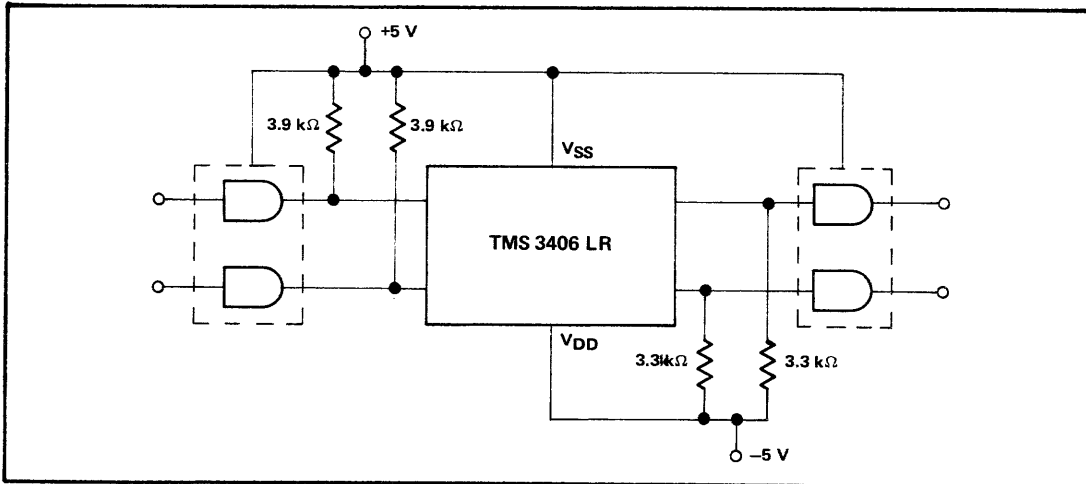 +5 V
3.9 kΩ
3.9 kΩ
VSS
TMS 3406 LR
VDD
3.3 kΩ
3.3 kΩ
−5 V